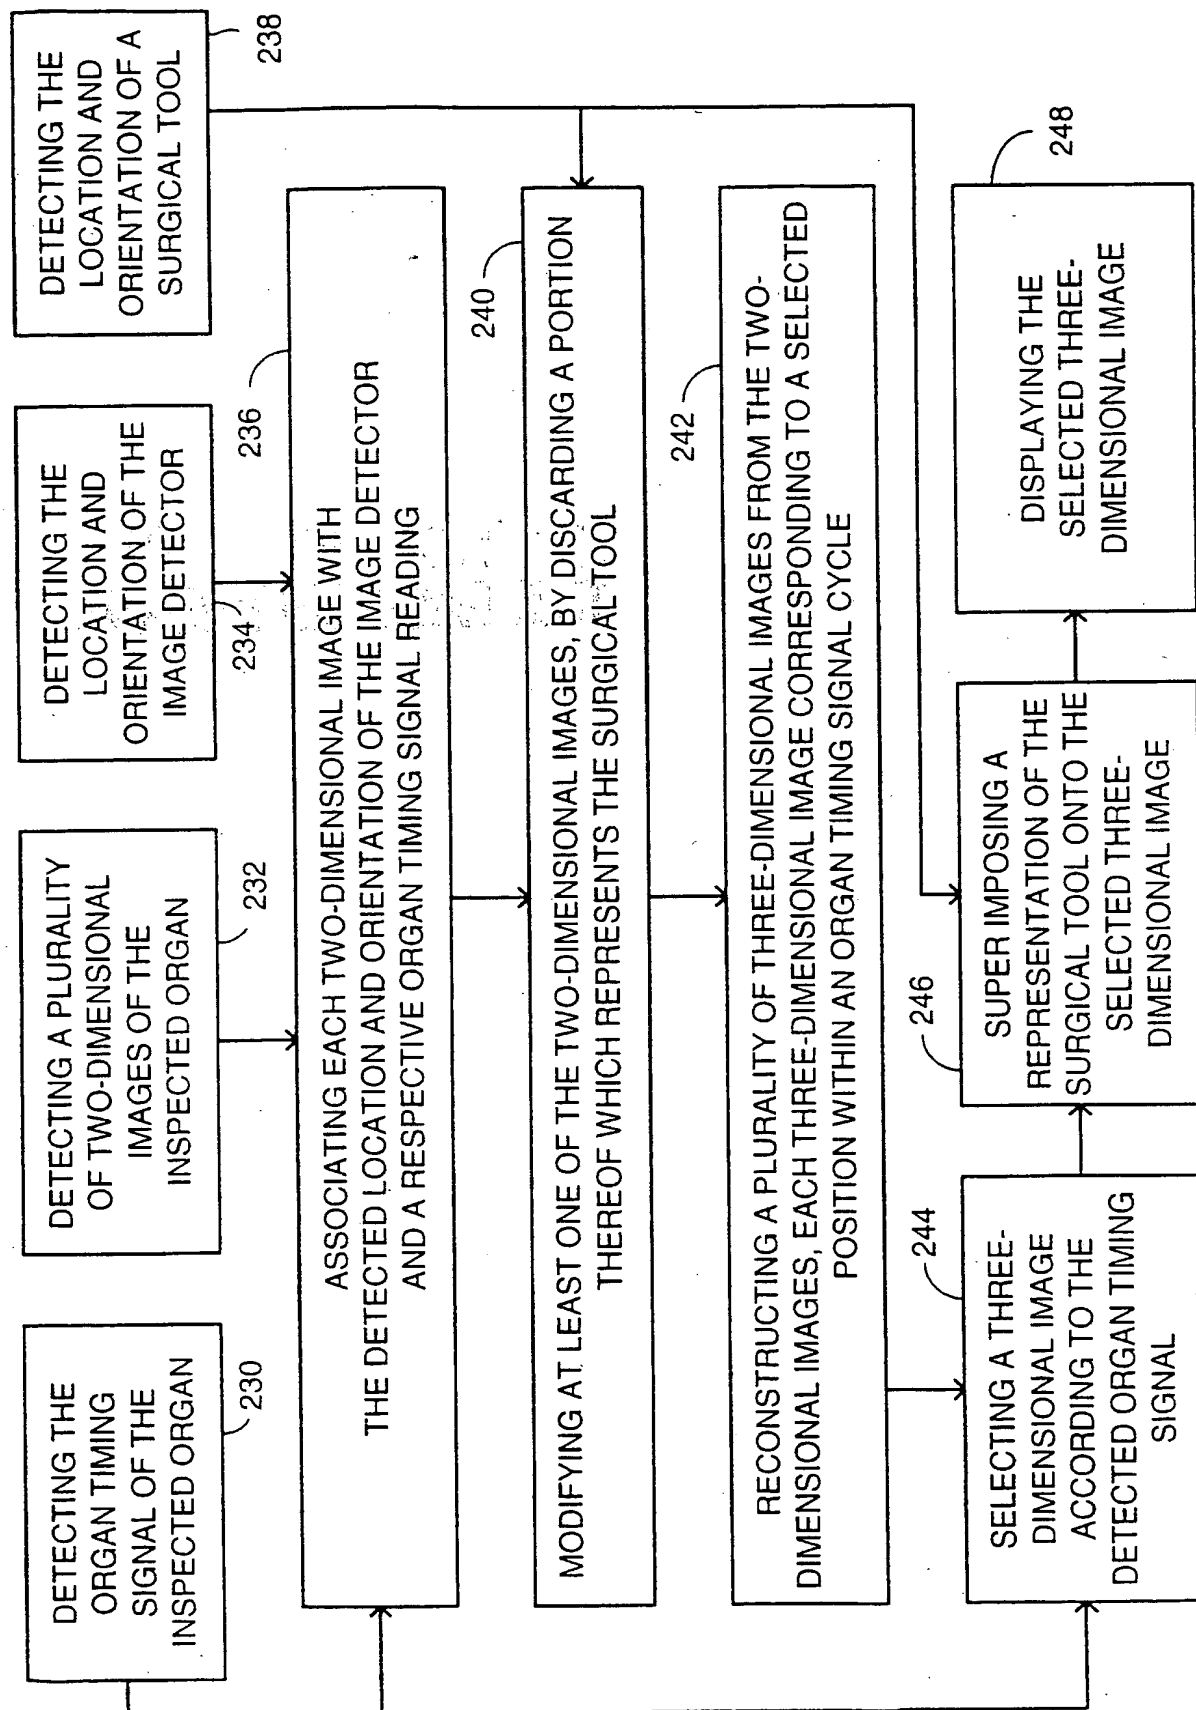 DETECTING THE
ORGAN TIMING
SIGNAL OF THE
INSPECTED ORGAN
230
DETECTING A PLURALITY
OF TWO-DIMENSIONAL
IMAGES OF THE
INSPECTED ORGAN
232
DETECTING THE
LOCATION AND
ORIENTATION OF THE
IMAGE DETECTOR
234
DETECTING THE
LOCATION AND
ORIENTATION OF A
SURGICAL TOOL
238
236
ASSOCIATING EACH TWO-DIMENSIONAL IMAGE WITH
THE DETECTED LOCATION AND ORIENTATION OF THE IMAGE DETECTOR
AND A RESPECTIVE ORGAN TIMING SIGNAL READING
240
MODIFYING AT LEAST ONE OF THE TWO-DIMENSIONAL IMAGES, BY DISCARDING A PORTION
THEREOF WHICH REPRESENTS THE SURGICAL TOOL
242
RECONSTRUCTING A PLURALITY OF THREE-DIMENSIONAL IMAGES FROM THE TWO-
DIMENSIONAL IMAGES, EACH THREE-DIMENSIONAL IMAGE CORRESPONDING TO A SELECTED
POSITION WITHIN AN ORGAN TIMING SIGNAL CYCLE
244
SELECTING A THREE-
DIMENSIONAL IMAGE
ACCORDING TO THE
DETECTED ORGAN TIMING
SIGNAL
246
SUPER IMPOSING A
REPRESENTATION OF THE
SURGICAL TOOL ONTO THE
SELECTED THREE-
DIMENSIONAL IMAGE
248
DISPLAYING THE
SELECTED THREE-
DIMENSIONAL IMAGE